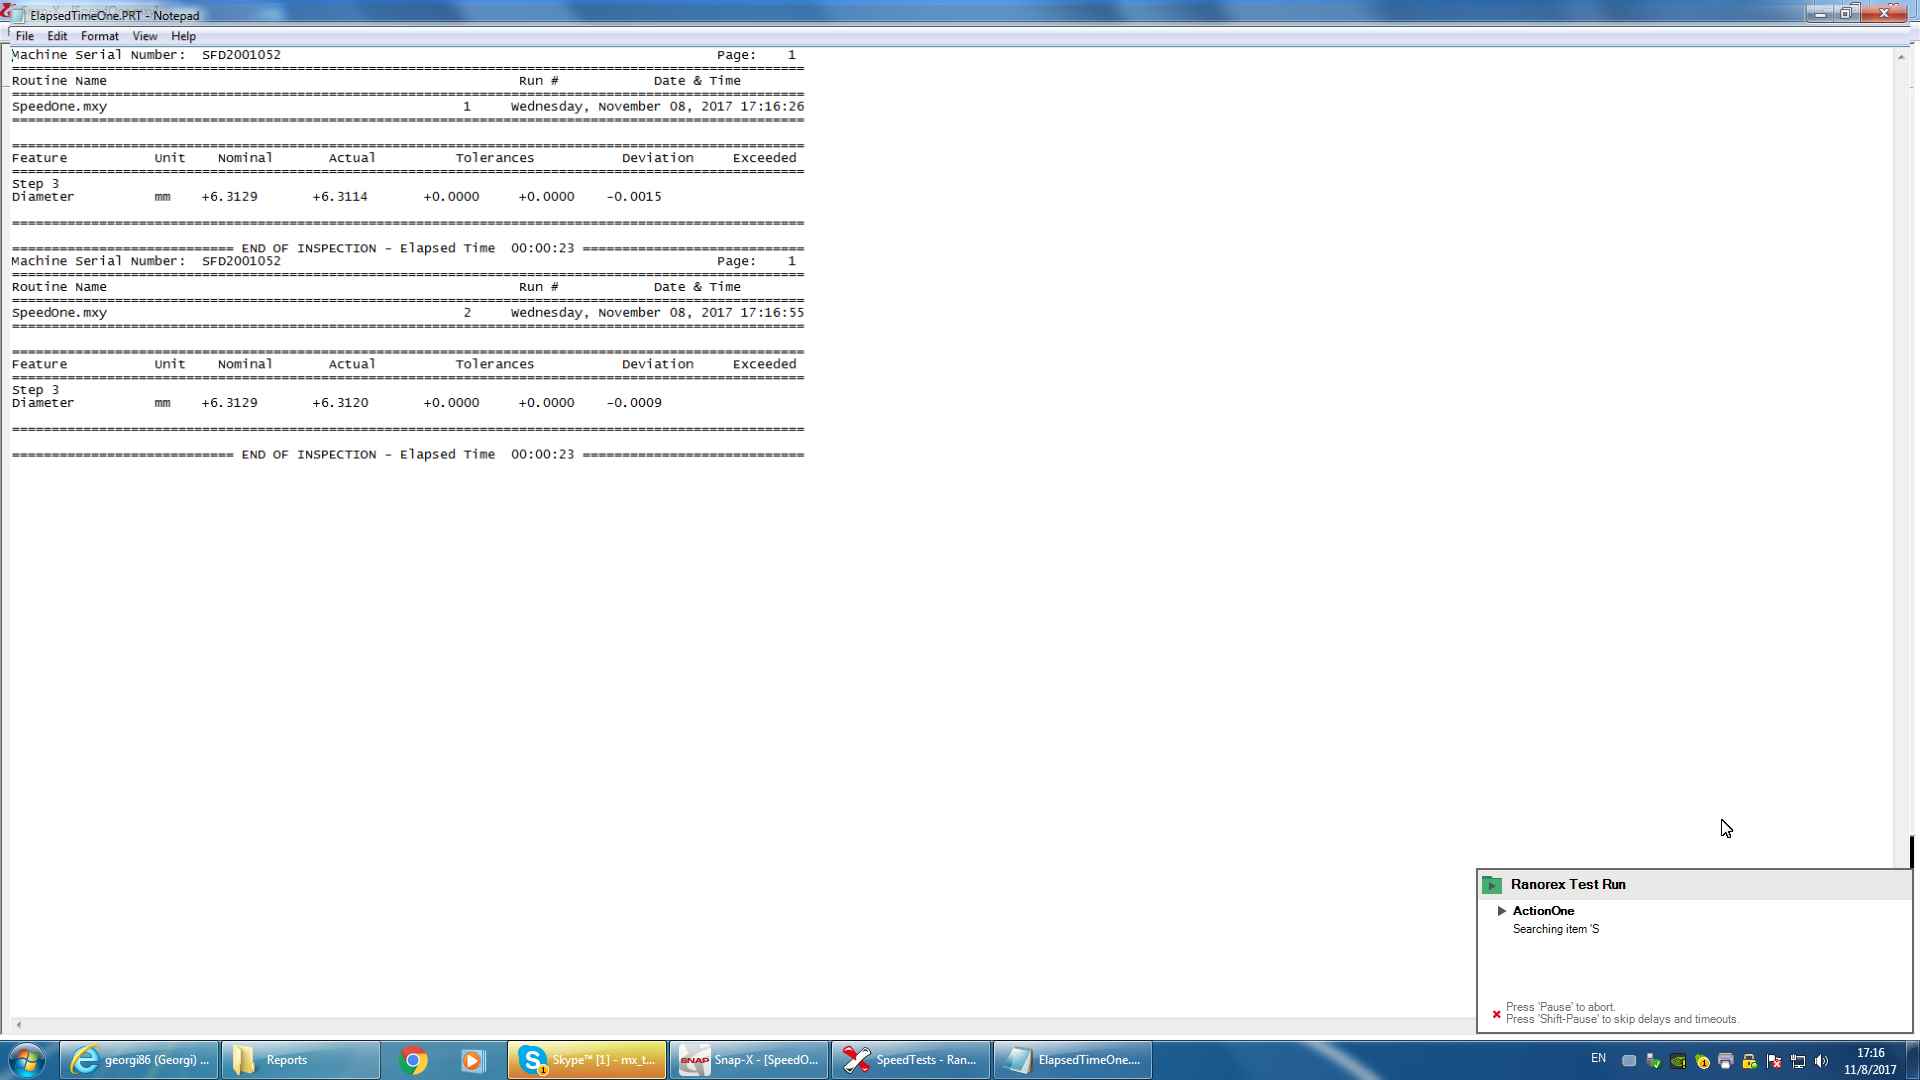 ElapsedTimeOne.PRT - Notepad
File Edit Format View Help
Machine Serial Number: SFD2001052 Page: 1
====================================================================================================
Routine Name Run # Date & Time
====================================================================================================
SpeedOne.mxy 1 Wednesday, November 08, 2017 17:16:26
====================================================================================================
====================================================================================================
Feature Unit Nominal Actual Tolerances Deviation Exceeded
====================================================================================================
Step 3
Diameter mm +6.3129 +6.3114 +0.0000 +0.0000 -0.0015
====================================================================================================
============================ END OF INSPECTION - Elapsed Time 00:00:23 ============================
Machine Serial Number: SFD2001052 Page: 1
====================================================================================================
Routine Name Run # Date & Time
====================================================================================================
SpeedOne.mxy 2 Wednesday, November 08, 2017 17:16:55
====================================================================================================
====================================================================================================
Feature Unit Nominal Actual Tolerances Deviation Exceeded
====================================================================================================
Step 3
Diameter mm +6.3129 +6.3120 +0.0000 +0.0000 -0.0009
====================================================================================================
============================ END OF INSPECTION - Elapsed Time 00:00:23 ============================
Ranorex Test Run
ActionOne
Searching item 'S
Press 'Pause' to abort.
Press 'Shift-Pause' to skip delays and timeouts.
georgi86 (Georgi) ... Reports Skype™ [1] - mx_t... SNAP Snap-X - [SpeedO... SpeedTests - Ran... ElapsedTimeOne.... EN 17:16
11/8/2017